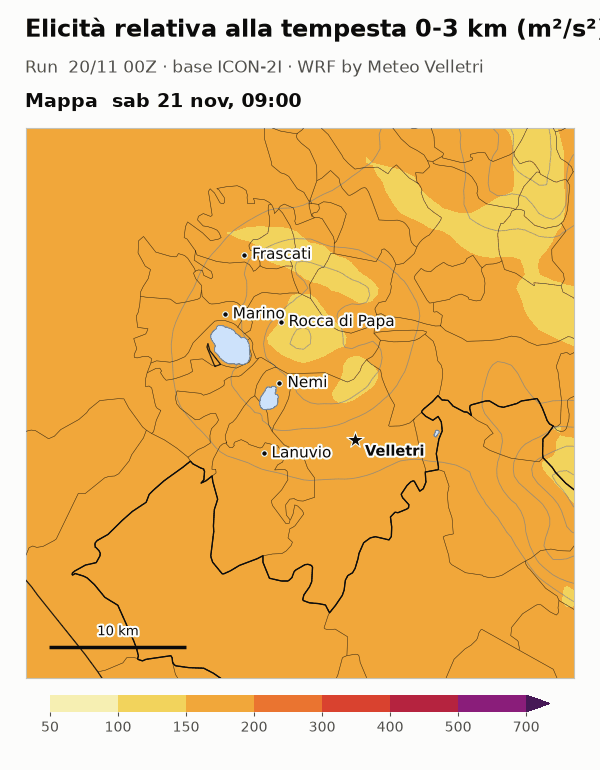 Elicità relativa alla tempesta 0-3 km (m²/s²)
Run  20/11 00Z · base ICON-2I · WRF by Meteo Velletri
Mappa  sab 21 nov, 09:00
Frascati
Marino
Rocca di Papa
Nemi
Velletri
Lanuvio
10 km
50 100 150 200 300 400 500 700